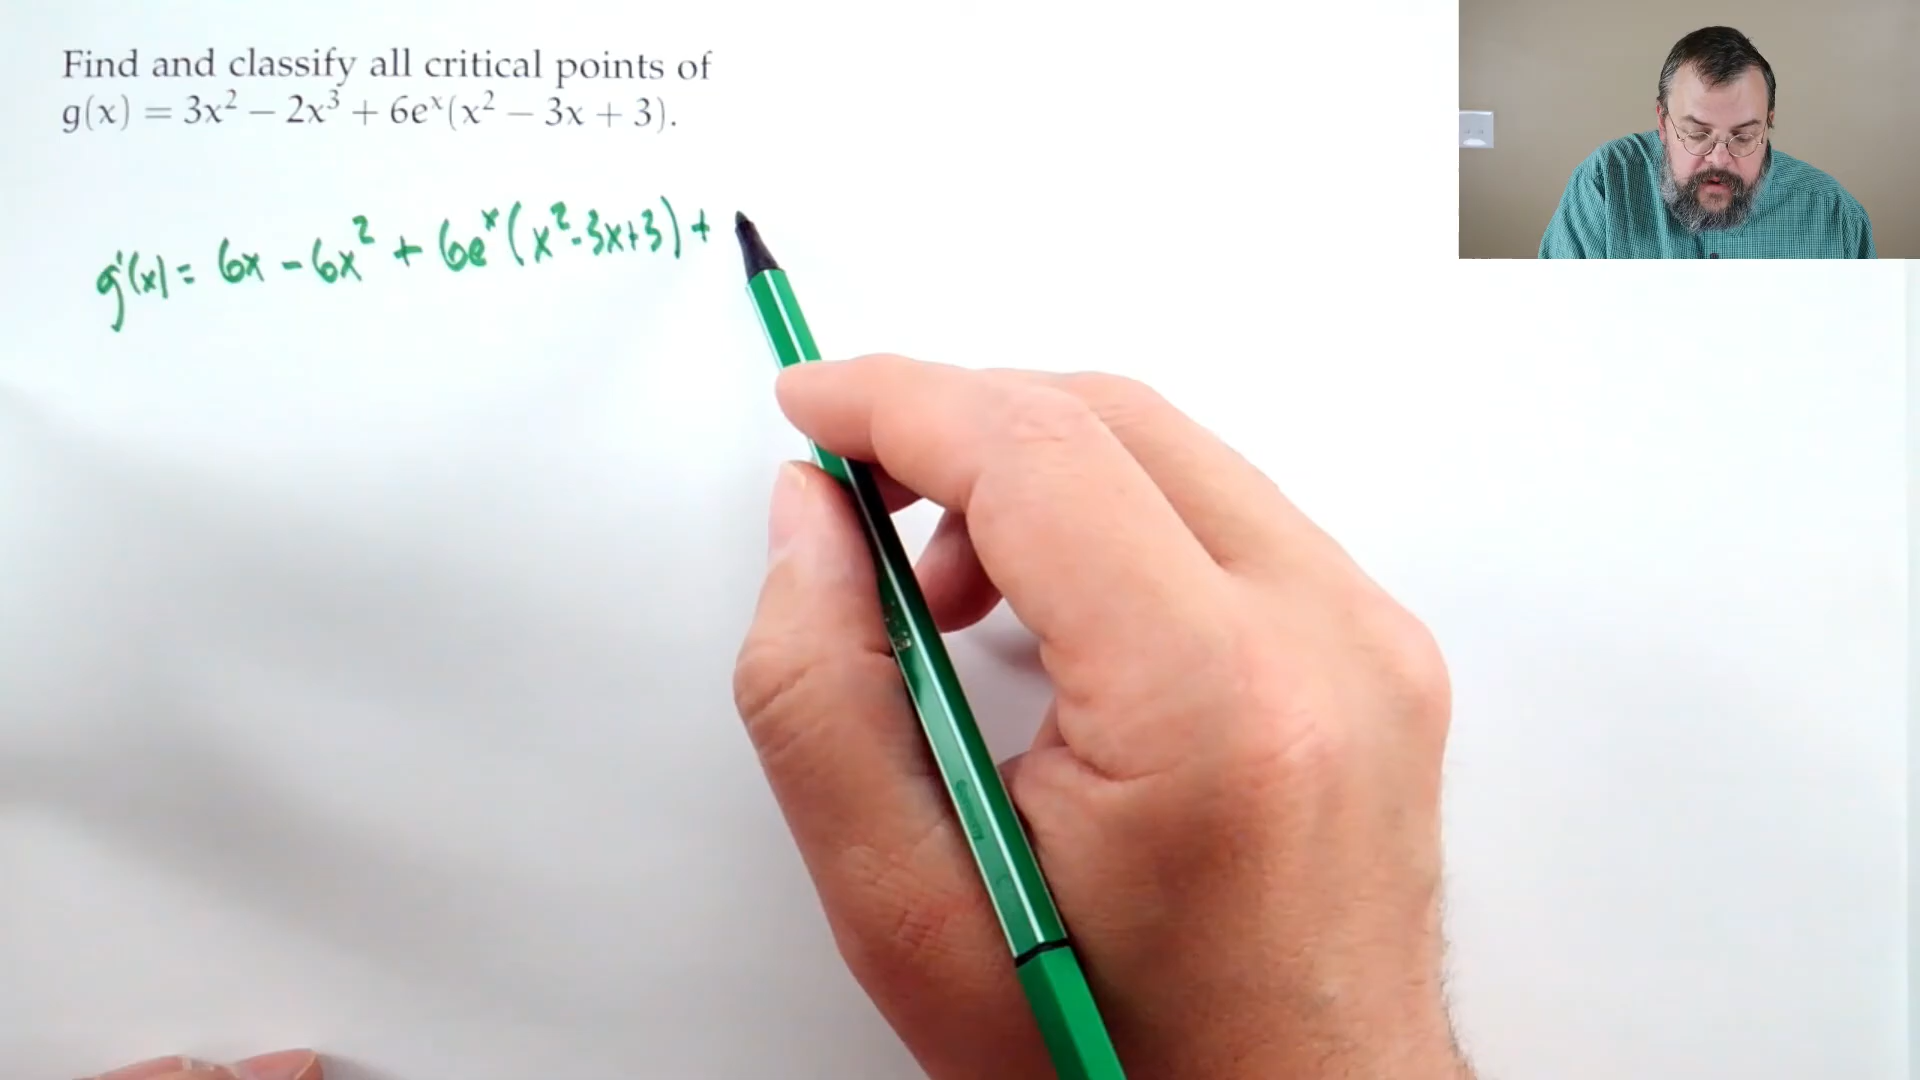 Find and classify all critical points of
g(x) = 3x² − 2x³ + 6eˣ(x² − 3x + 3).
g'(x) = 6x - 6x² + 6eˣ(x²-3x+3) +